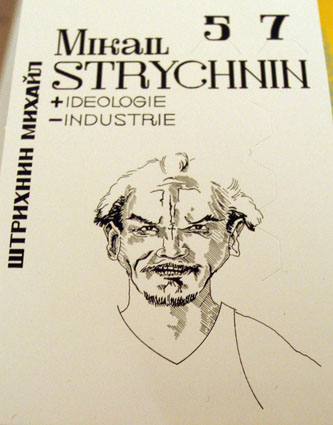 5 7
Mikail
STRYCHNIN
+IDEOLOGIE
-INDUSTRIE
ШТРИХНИН МИХАЙЛ